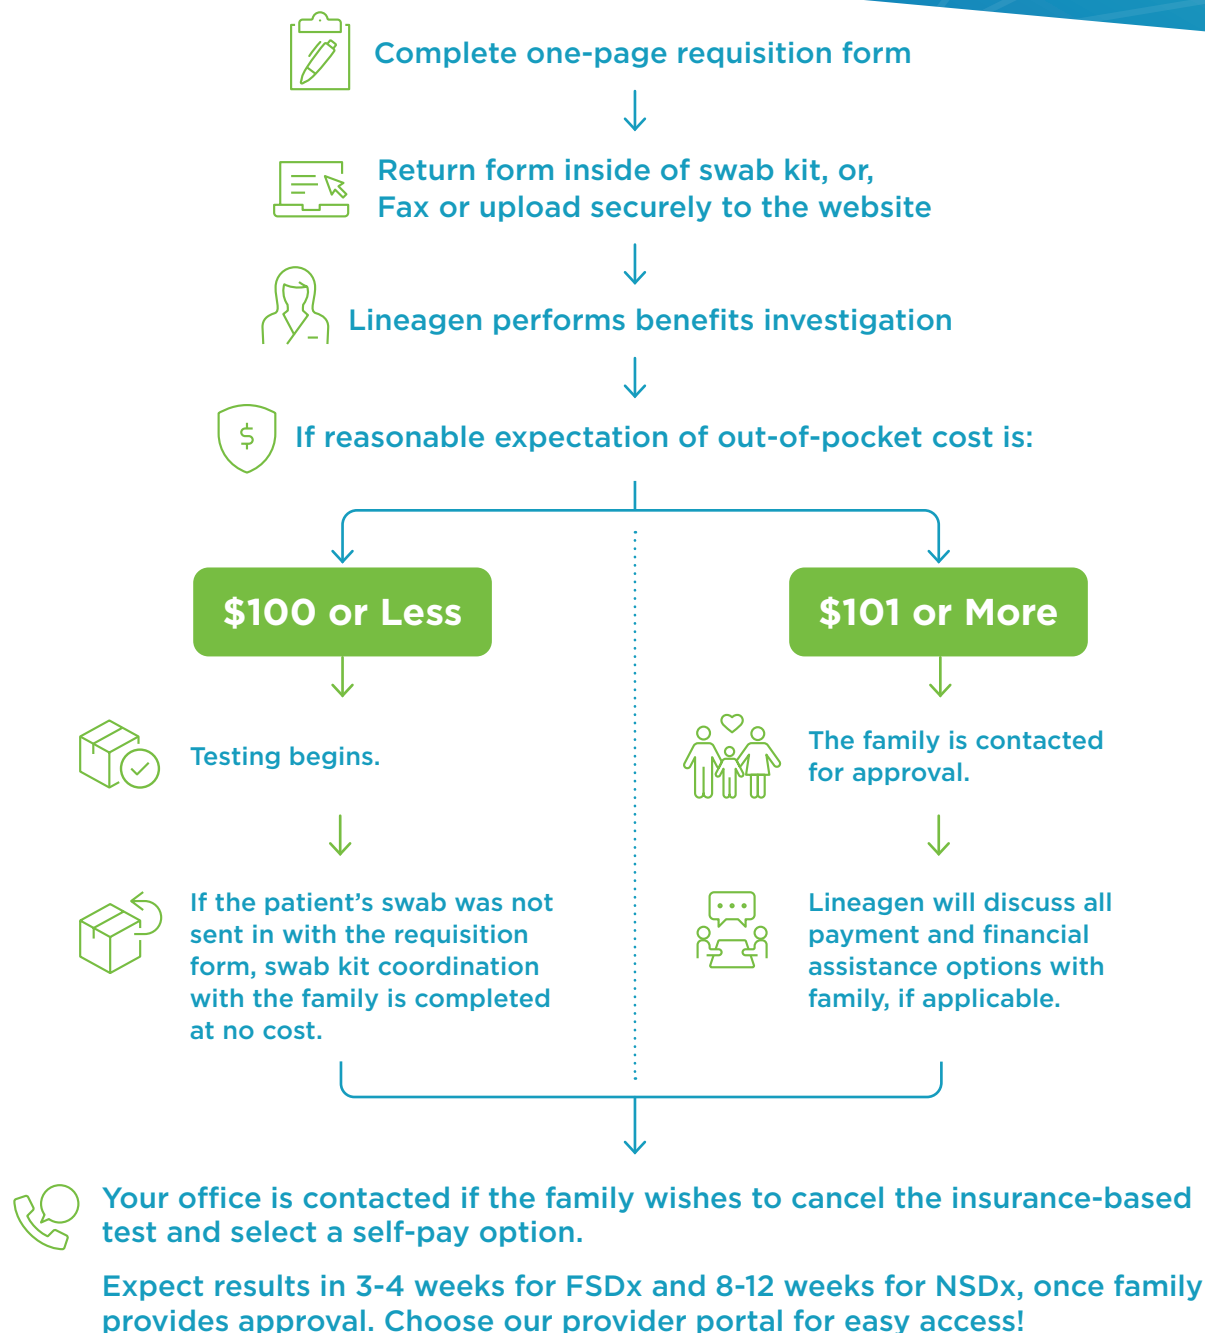 Complete one-page requisition form
Return form inside of swab kit, or,
Fax or upload securely to the website
Lineagen performs benefits investigation
$
If reasonable expectation of out-of-pocket cost is:
$100 or Less
$101 or More
Testing begins.
The family is contacted
for approval.
If the patient’s swab was not
sent in with the requisition
form, swab kit coordination
with the family is completed
at no cost.
Lineagen will discuss all
payment and financial
assistance options with
family, if applicable.
Your office is contacted if the family wishes to cancel the insurance-based
test and select a self-pay option.
Expect results in 3-4 weeks for FSDx and 8-12 weeks for NSDx, once family
provides approval. Choose our provider portal for easy access!